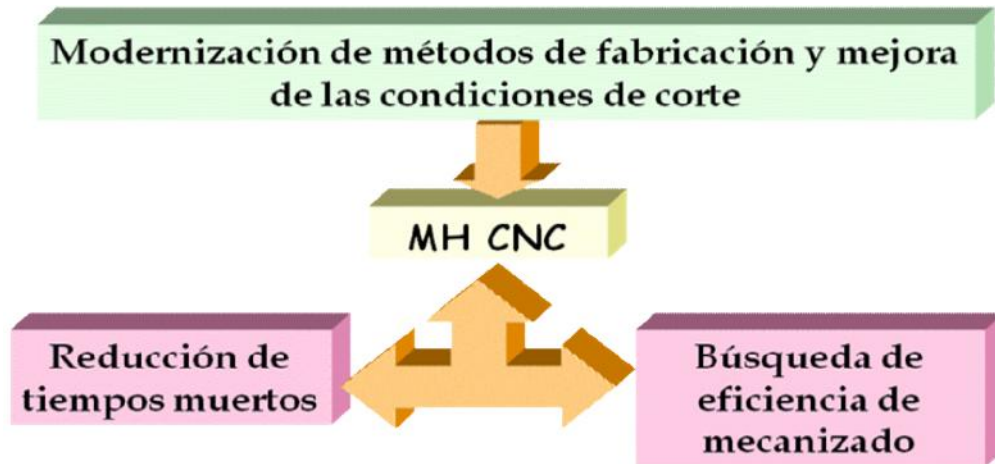 Modernización de métodos de fabricación y mejora
de las condiciones de corte
MH CNC
Reducción de
tiempos muertos
Búsqueda de
eficiencia de
mecanizado